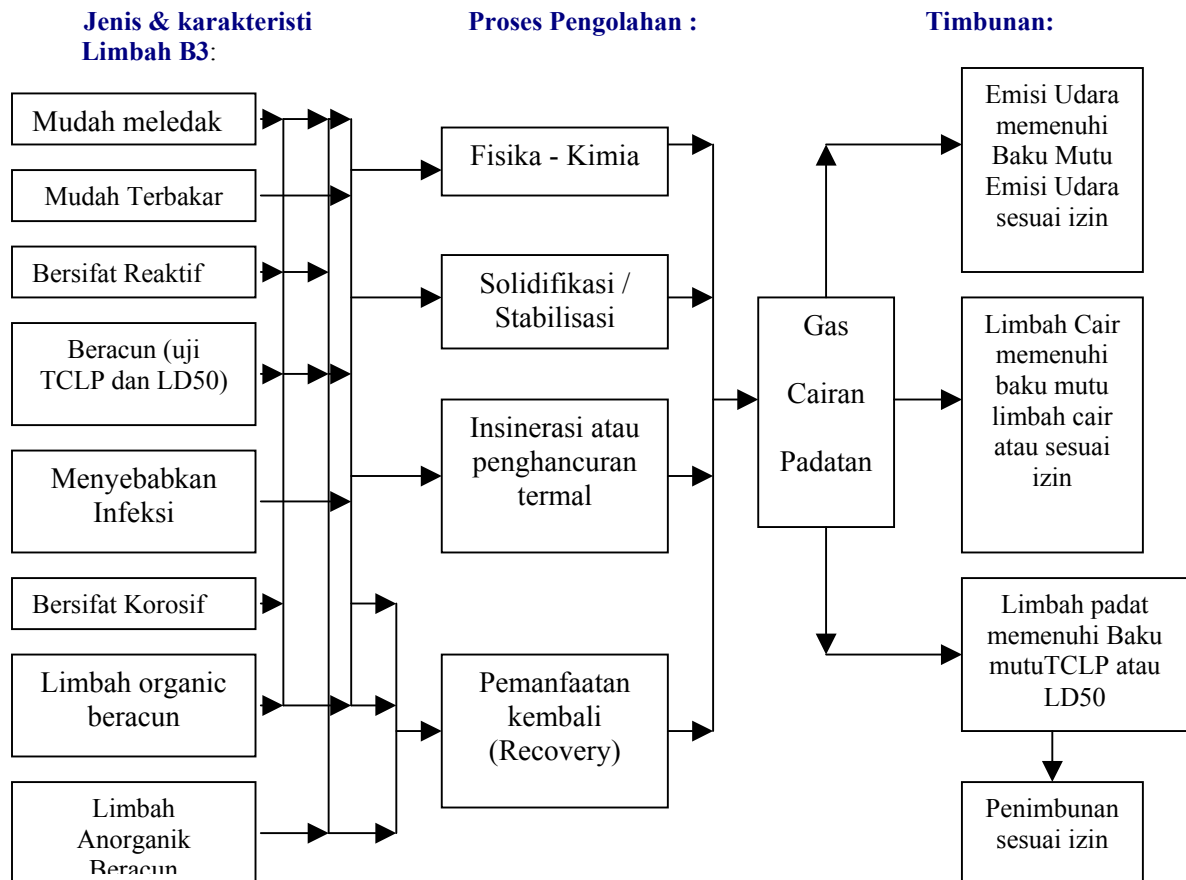 Jenis & karakteristi
Limbah B3:
Proses Pengolahan :
Timbunan:
Mudah meledak
Mudah Terbakar
Bersifat Reaktif
Beracun (uji
TCLP dan LD50)
Menyebabkan
Infeksi
Bersifat Korosif
Limbah organic
beracun
Limbah
Anorganik
Beracun
Fisika - Kimia
Solidifikasi /
Stabilisasi
Insinerasi atau
penghancuran
termal
Pemanfaatan
kembali
(Recovery)
Gas
Cairan
Padatan
Emisi Udara
memenuhi
Baku Mutu
Emisi Udara
sesuai izin
Limbah Cair
memenuhi
baku mutu
limbah cair
atau sesuai
izin
Limbah padat
memenuhi Baku
mutuTCLP atau
LD50
Penimbunan
sesuai izin